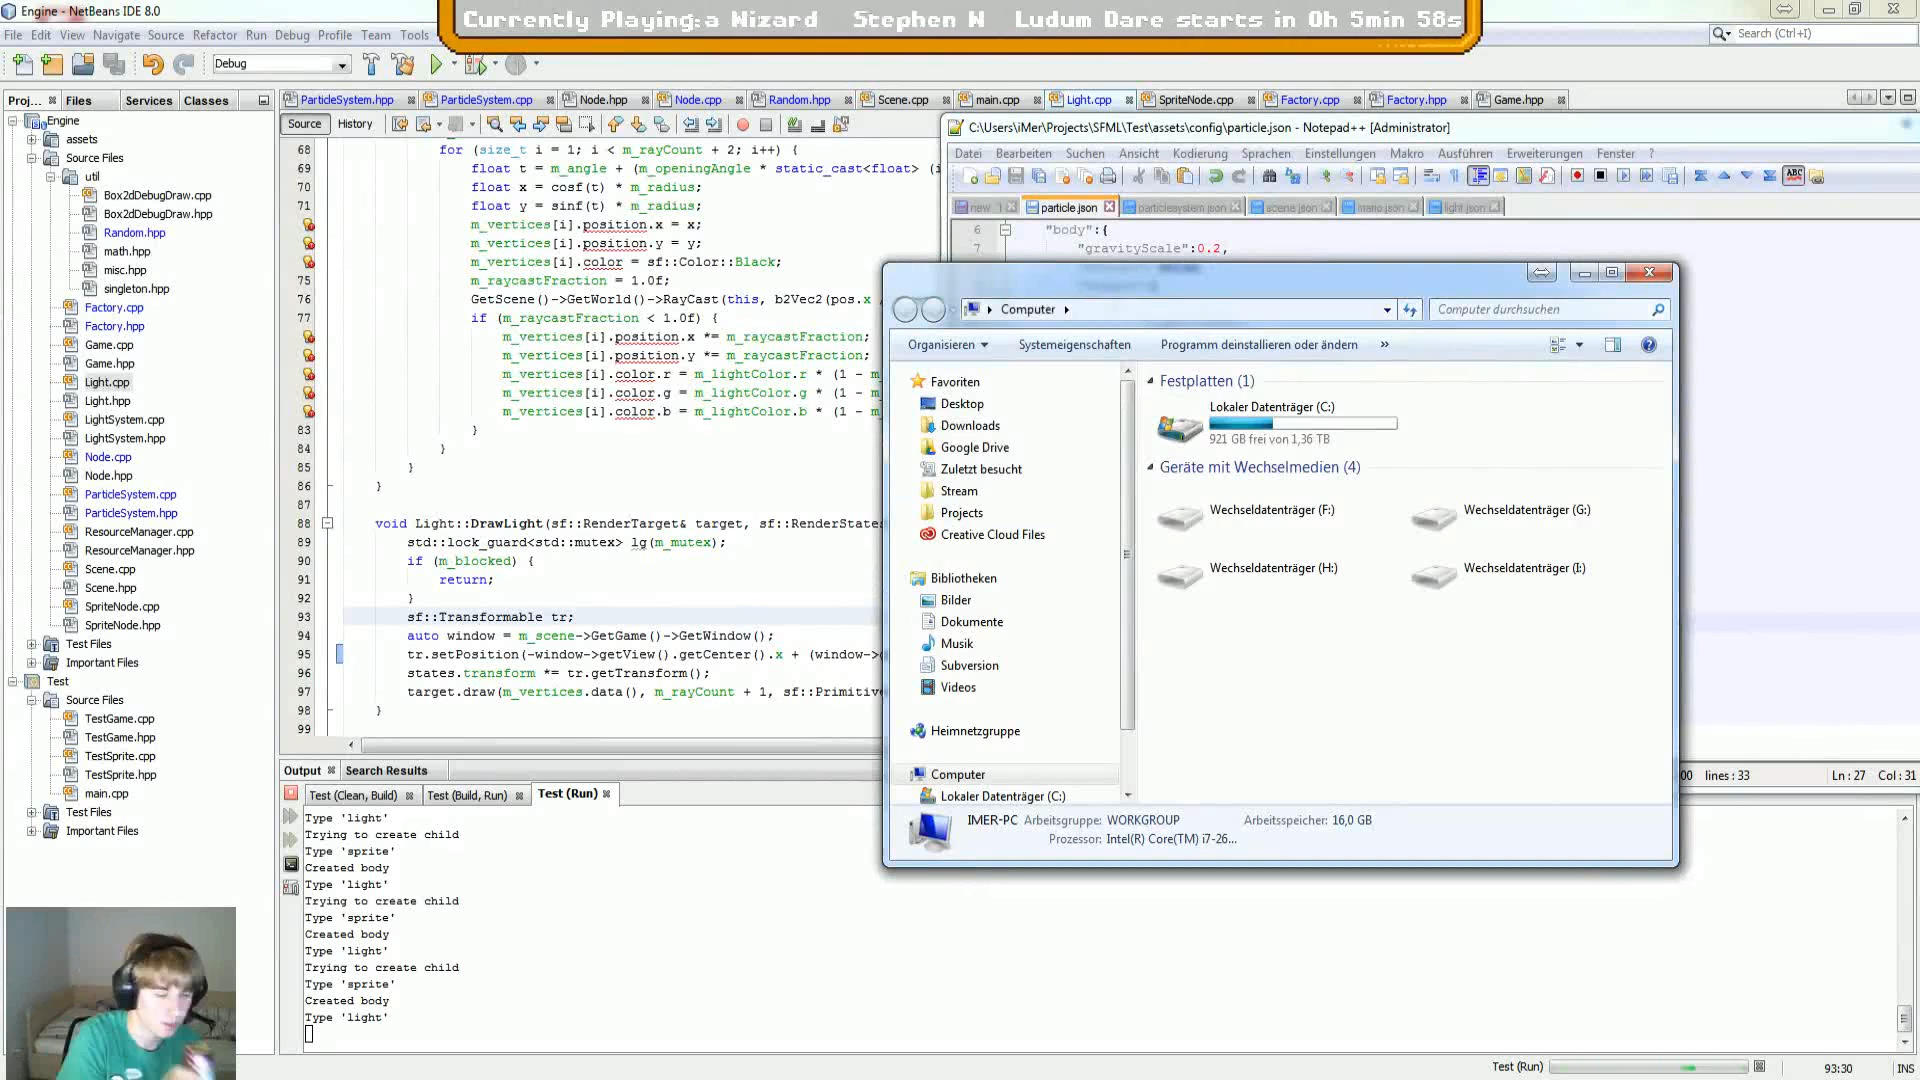 Engine - NetBeans IDE 8.0
Currently Playing:a Wizard Stephen W Ludum Dare starts in 0h 5min 58s
File Edit View Navigate Source Refactor Run Debug Profile Team Tools
Search (Ctrl+I)
Debug
Proj... Files Services Classes
ParticleSystem.hpp ParticleSystem.cpp Node.hpp Node.cpp Random.hpp Scene.cpp main.cpp Light.cpp SpriteNode.cpp Factory.cpp Factory.hpp Game.hpp
Source History
Engine
assets
Source Files
util
Box2dDebugDraw.cpp
Box2dDebugDraw.hpp
Random.hpp
math.hpp
misc.hpp
singleton.hpp
Factory.cpp
Factory.hpp
Game.cpp
Game.hpp
Light.cpp
Light.hpp
LightSystem.cpp
LightSystem.hpp
Node.cpp
Node.hpp
ParticleSystem.cpp
ParticleSystem.hpp
ResourceManager.cpp
ResourceManager.hpp
Scene.cpp
Scene.hpp
SpriteNode.cpp
SpriteNode.hpp
Test Files
Important Files
Test
Source Files
TestGame.cpp
TestGame.hpp
TestSprite.cpp
TestSprite.hpp
main.cpp
Test Files
Important Files
68 for (size_t i = 1; i < m_rayCount + 2; i++) {
69 float t = m_angle + (m_openingAngle * static_cast<float> (i
70 float x = cosf(t) * m_radius;
71 float y = sinf(t) * m_radius;
m_vertices[i].position.x = x;
m_vertices[i].position.y = y;
m_vertices[i].color = sf::Color::Black;
75 m_raycastFraction = 1.0f;
76 GetScene()->GetWorld()->RayCast(this, b2Vec2(pos.x /
77 if (m_raycastFraction < 1.0f) {
m_vertices[i].position.x *= m_raycastFraction;
m_vertices[i].position.y *= m_raycastFraction;
m_vertices[i].color.r = m_lightColor.r * (1 - m_
m_vertices[i].color.g = m_lightColor.g * (1 - m_
m_vertices[i].color.b = m_lightColor.b * (1 - m_
83 }
84 }
85 }
86 }
87
88 void Light::DrawLight(sf::RenderTarget& target, sf::RenderStates
89 std::lock_guard<std::mutex> lg(m_mutex);
90 if (m_blocked) {
91 return;
92 }
93 sf::Transformable tr;
94 auto window = m_scene->GetGame()->GetWindow();
95 tr.setPosition(-window->getView().getCenter().x + (window->
96 states.transform *= tr.getTransform();
97 target.draw(m_vertices.data(), m_rayCount + 1, sf::Primitive
98 }
99
C:\Users\iMer\Projects\SFML\Test\assets\config\particle.json - Notepad++ [Administrator]
Datei Bearbeiten Suchen Ansicht Kodierung Sprachen Einstellungen Makro Ausführen Erweiterungen Fenster ?
new 1 particle.json particlesystem.json scene.json mario.json light.json
6 "body":{
7 "gravityScale":0.2,
Computer
Computer durchsuchen
Organisieren Systemeigenschaften Programm deinstallieren oder ändern »
Favoriten
Desktop
Downloads
Google Drive
Zuletzt besucht
Stream
Projects
Creative Cloud Files
Bibliotheken
Bilder
Dokumente
Musik
Subversion
Videos
Heimnetzgruppe
Computer
Lokaler Datenträger (C:)
Festplatten (1)
Lokaler Datenträger (C:)
921 GB frei von 1,36 TB
Geräte mit Wechselmedien (4)
Wechseldatenträger (F:) Wechseldatenträger (G:)
Wechseldatenträger (H:) Wechseldatenträger (I:)
IMER-PC Arbeitsgruppe: WORKGROUP Arbeitsspeicher: 16,0 GB
Prozessor: Intel(R) Core(TM) i7-26...
00 lines : 33 Ln : 27 Col : 31
Output Search Results
Test (Clean, Build) Test (Build, Run) Test (Run)
Type 'light'
Trying to create child
Type 'sprite'
Created body
Type 'light'
Trying to create child
Type 'sprite'
Created body
Type 'light'
Trying to create child
Type 'sprite'
Created body
Type 'light'
Test (Run) 93:30 INS